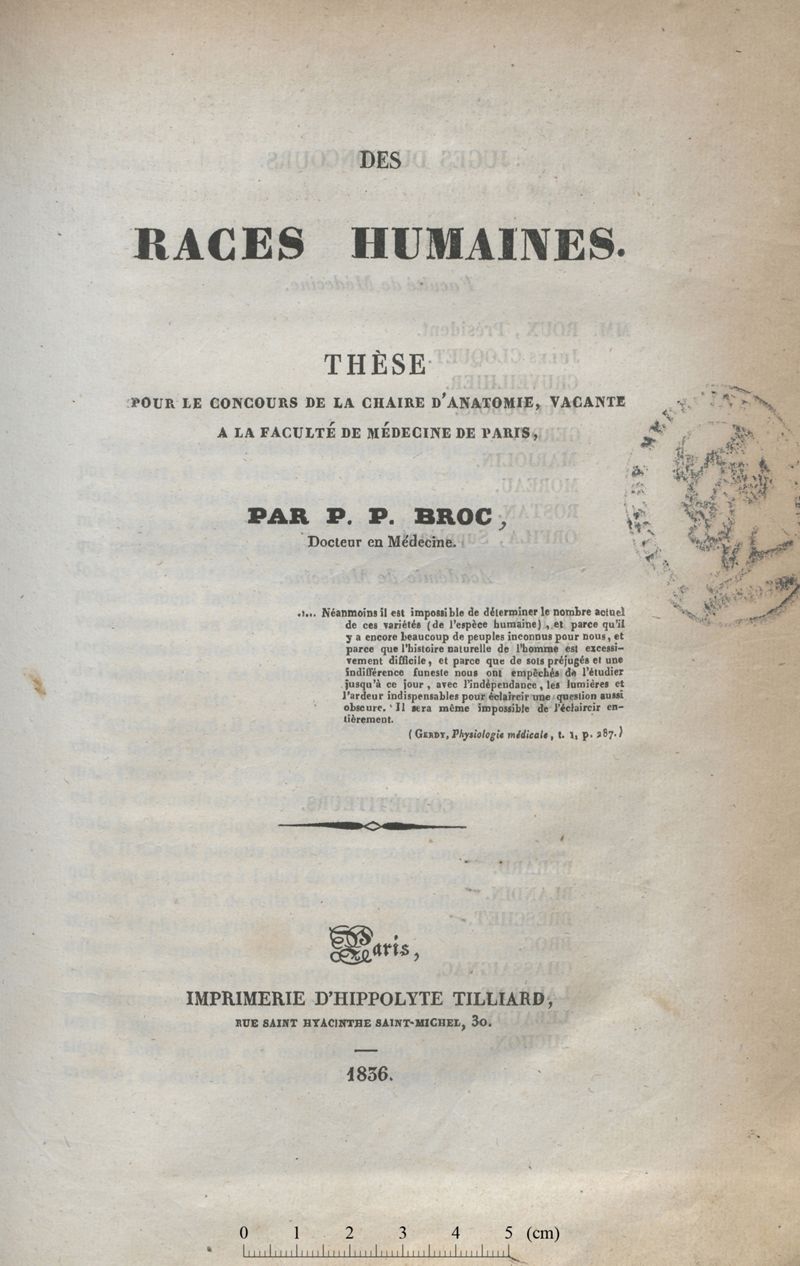 DES
RACES HUMAINES.
THÈSE
POUR LE CONCOURS DE LA CHAIRE D'ANATOMIE, VACANTE
A LA FACULTÉ DE MÉDECINE DE PARIS,
PAR P. P. BROC,
Docteur en Médecine.
..... Néanmoins il est impossible de déterminer le nombre actuel
de ces variétés (de l'espèce humaine), et parce qu'il
y a encore beaucoup de peuples inconnus pour nous, et
parce que l'histoire naturelle de l'homme est excessi-
vement difficile, et parce que de sots préjugés et une
indifférence funeste nous ont empêchés de l'étudier
jusqu'à ce jour, avec l'indépendance, les lumières et
l'ardeur indispensables pour éclaircir une question aussi
obscure. Il sera même impossible de l'éclaircir en-
tièrement.
(GERDY, Physiologie médicale, t. 1, p. 287.)
Paris,
IMPRIMERIE D'HIPPOLYTE TILLIARD,
RUE SAINT HYACINTHE SAINT-MICHEL, 30.
1836.
0 1 2 3 4 5 (cm)